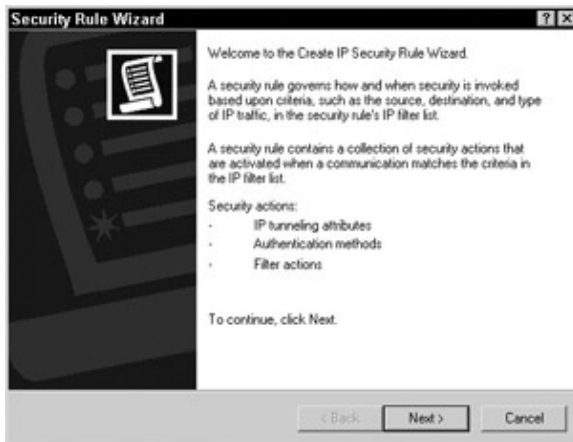 Security Rule Wizard
Welcome to the Create IP Security Rule Wizard.
A security rule governs how and when security is invoked
based upon criteria, such as the source, destination, and type
of IP traffic, in the security rule's IP filter list.
A security rule contains a collection of security actions that
are activated when a communication matches the criteria in
the IP filter list.
Security actions:
· IP tunneling attributes
· Authentication methods
· Filter actions
To continue, click Next.
< Back
Next >
Cancel